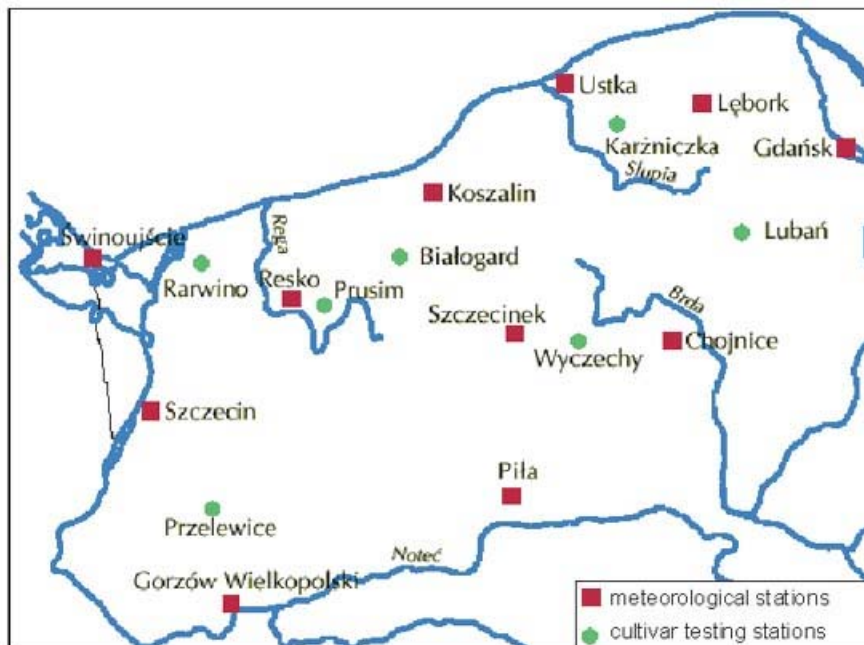 Ustka
Lębork
Karżniczka
Gdańsk
Słupia
Koszalin
Rega
Świnoujście
Lubań
Białogard
Rarwino
Resko
Prusim
Brda
Szczecinek
Wyczechy
Chojnice
Szczecin
Piła
Przelewice
Noteć
Gorzów Wielkopolski
meteorological stations
cultivar testing stations